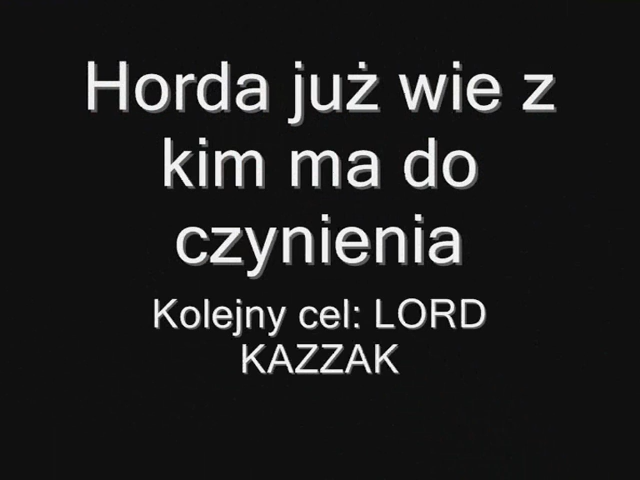 Horda już wie z
kim ma do
czynienia
Kolejny cel: LORD
KAZZAK